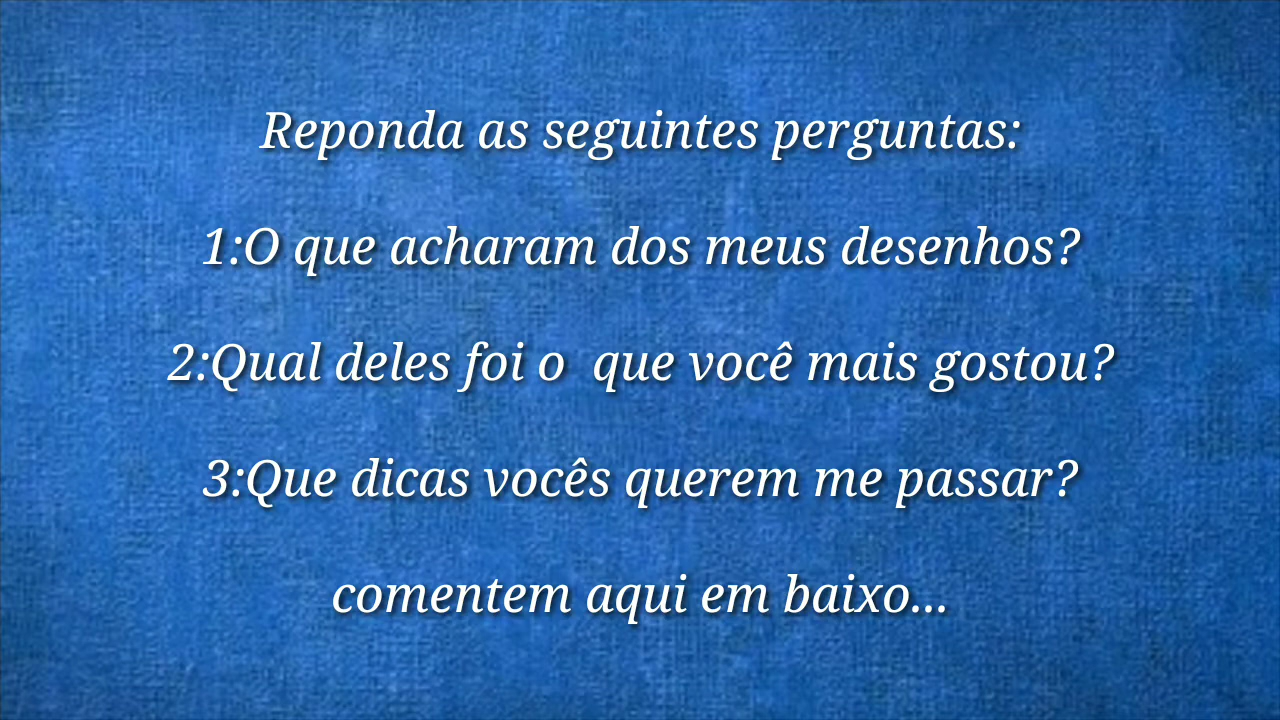 Reponda as seguintes perguntas:
1:O que acharam dos meus desenhos?
2:Qual deles foi o  que você mais gostou?
3:Que dicas vocês querem me passar?
comentem aqui em baixo...